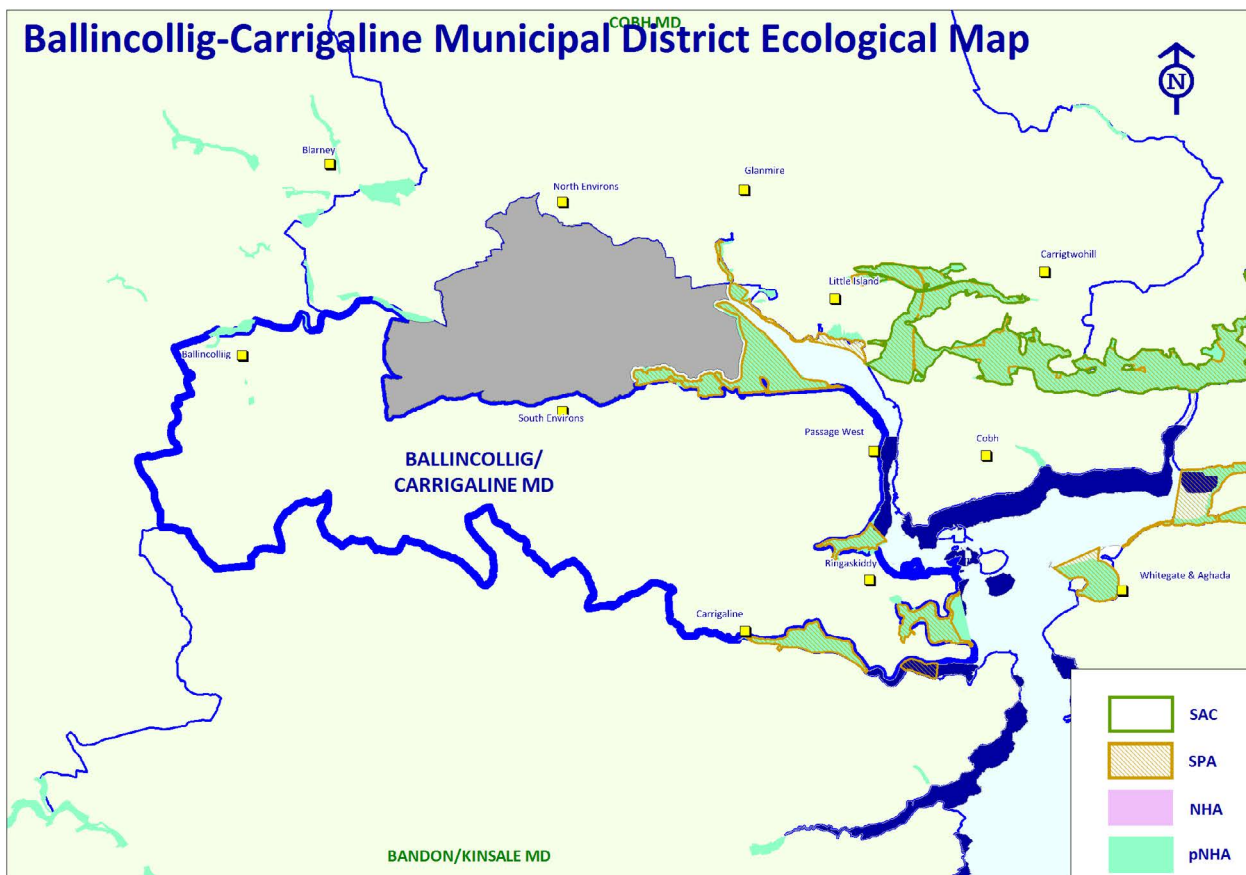 COBH MD
Ballincollig-Carrigaline Municipal District Ecological Map
N
Blarney
Glanmire
North Environs
Carrigtwohill
Little Island
Ballincolliig
South Environs
Passage West
Cobh
BALLINCOLLIG/
CARRIGALINE MD
Ringaskiddy
Whitegate & Aghada
Carrigaline
SAC
SPA
NHA
pNHA
BANDON/KINSALE MD